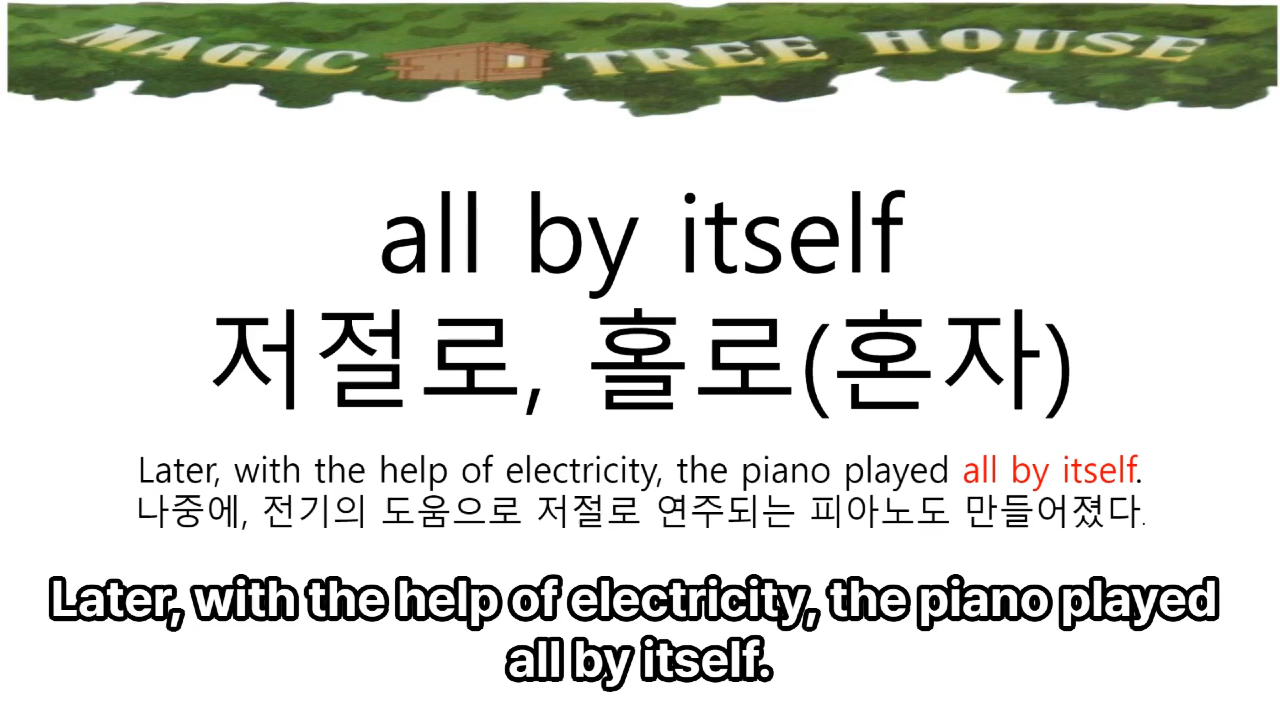 MAGIC TREE HOUSE
all by itself
저절로, 홀로(혼자)
Later, with the help of electricity, the piano played all by itself.
나중에, 전기의 도움으로 저절로 연주되는 피아노도 만들어졌다.
Later, with the help of electricity, the piano played
all by itself.